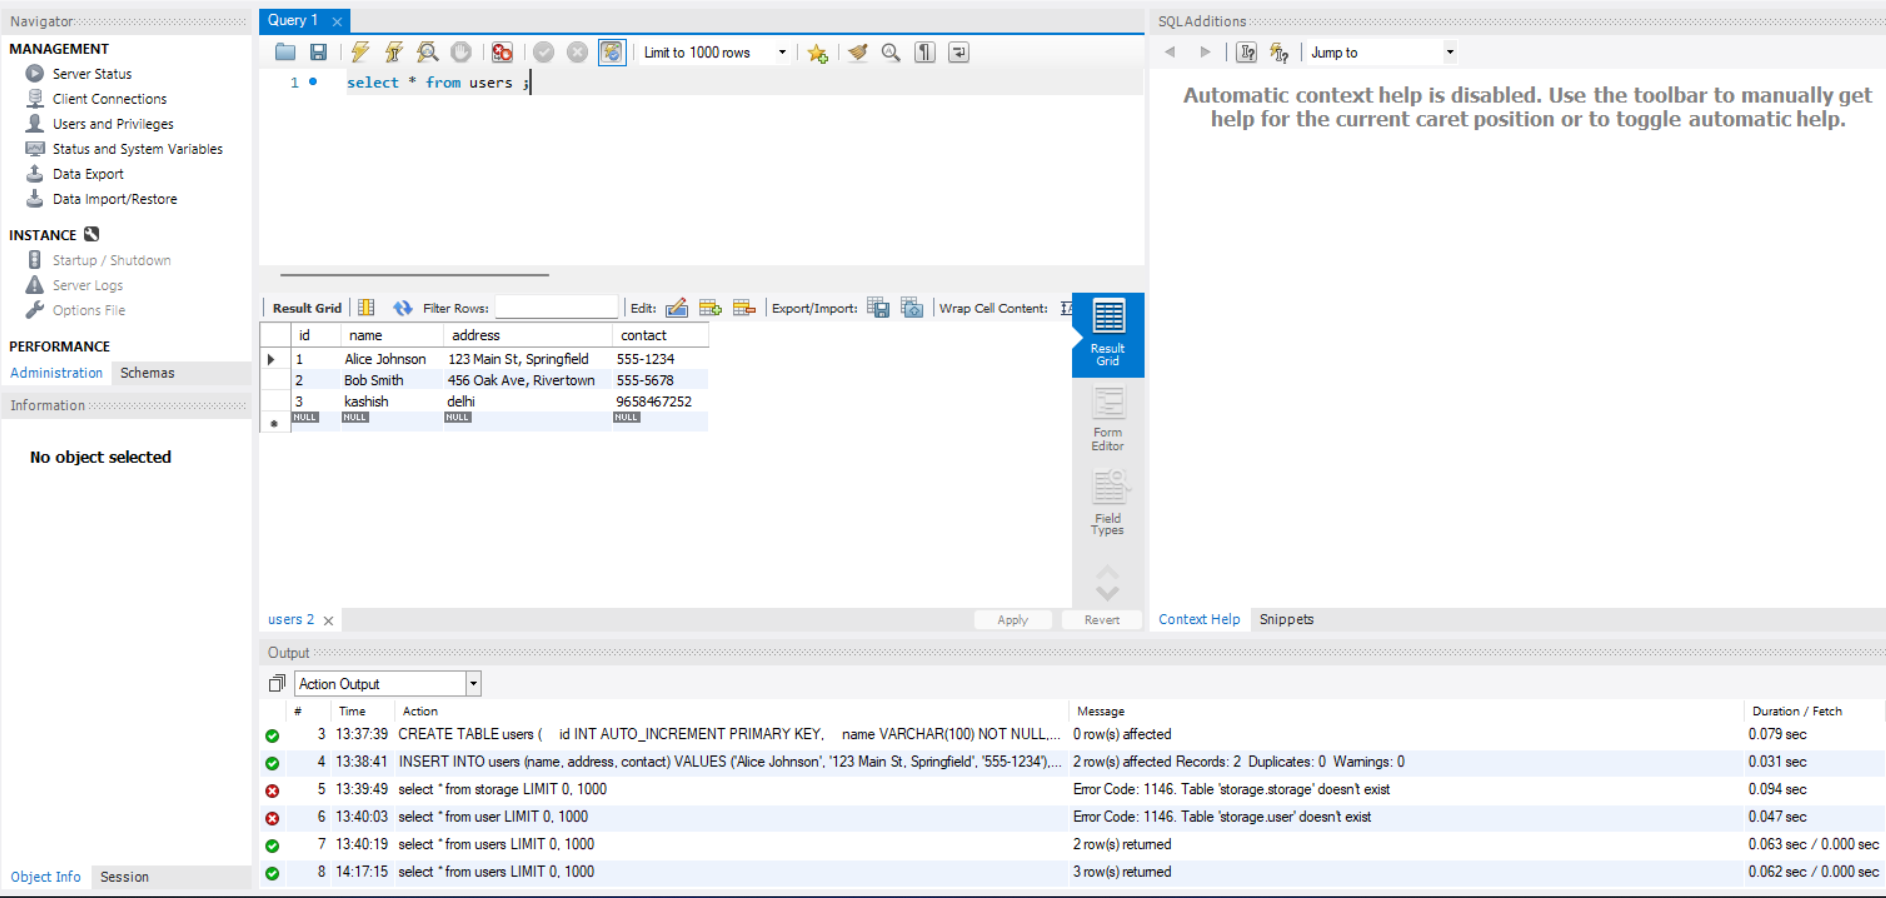 Navigator
MANAGEMENT
Server Status
Client Connections
Users and Privileges
Status and System Variables
Data Export
Data Import/Restore
INSTANCE
Startup / Shutdown
Server Logs
Options File
PERFORMANCE
Administration Schemas
Information
No object selected
Object Info Session
Query 1
Limit to 1000 rows
1 select * from users ;
Result Grid Filter Rows: Edit: Export/Import: Wrap Cell Content:
id name address contact
1 Alice Johnson 123 Main St, Springfield 555-1234
2 Bob Smith 456 Oak Ave, Rivertown 555-5678
3 kashish delhi 9658467252
NULL NULL NULL NULL
Result
Grid
Form
Editor
Field
Types
users 2 Apply Revert
SQLAdditions
Jump to
Automatic context help is disabled. Use the toolbar to manually get
help for the current caret position or to toggle automatic help.
Context Help Snippets
Output
Action Output
# Time Action Message Duration / Fetch
3 13:37:39 CREATE TABLE users ( id INT AUTO_INCREMENT PRIMARY KEY, name VARCHAR(100) NOT NULL,... 0 row(s) affected 0.079 sec
4 13:38:41 INSERT INTO users (name, address, contact) VALUES ('Alice Johnson', '123 Main St, Springfield', '555-1234'),... 2 row(s) affected Records: 2 Duplicates: 0 Warnings: 0 0.031 sec
5 13:39:49 select * from storage LIMIT 0, 1000 Error Code: 1146. Table 'storage.storage' doesn't exist 0.094 sec
6 13:40:03 select * from user LIMIT 0, 1000 Error Code: 1146. Table 'storage.user' doesn't exist 0.047 sec
7 13:40:19 select * from users LIMIT 0, 1000 2 row(s) returned 0.063 sec / 0.000 sec
8 14:17:15 select * from users LIMIT 0, 1000 3 row(s) returned 0.062 sec / 0.000 sec